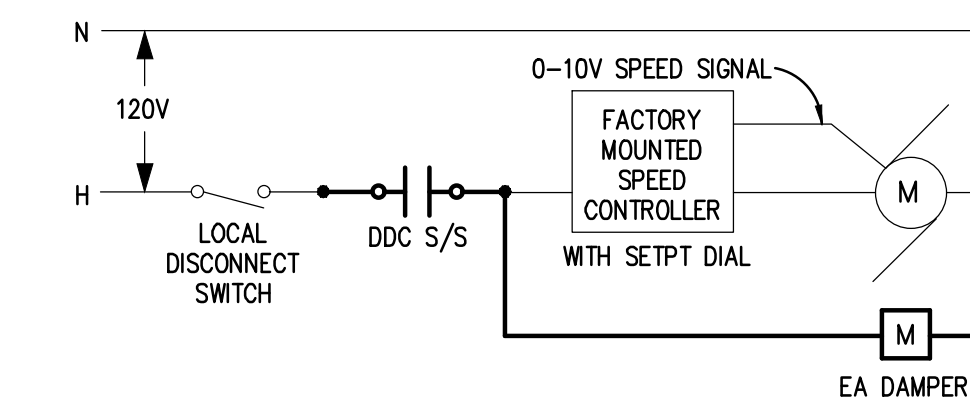 N
0-10V SPEED SIGNAL
120V
FACTORY
MOUNTED
SPEED
CONTROLLER
H
M
LOCAL
DISCONNECT
SWITCH
DDC S/S
WITH SETPT DIAL
M
EA DAMPER